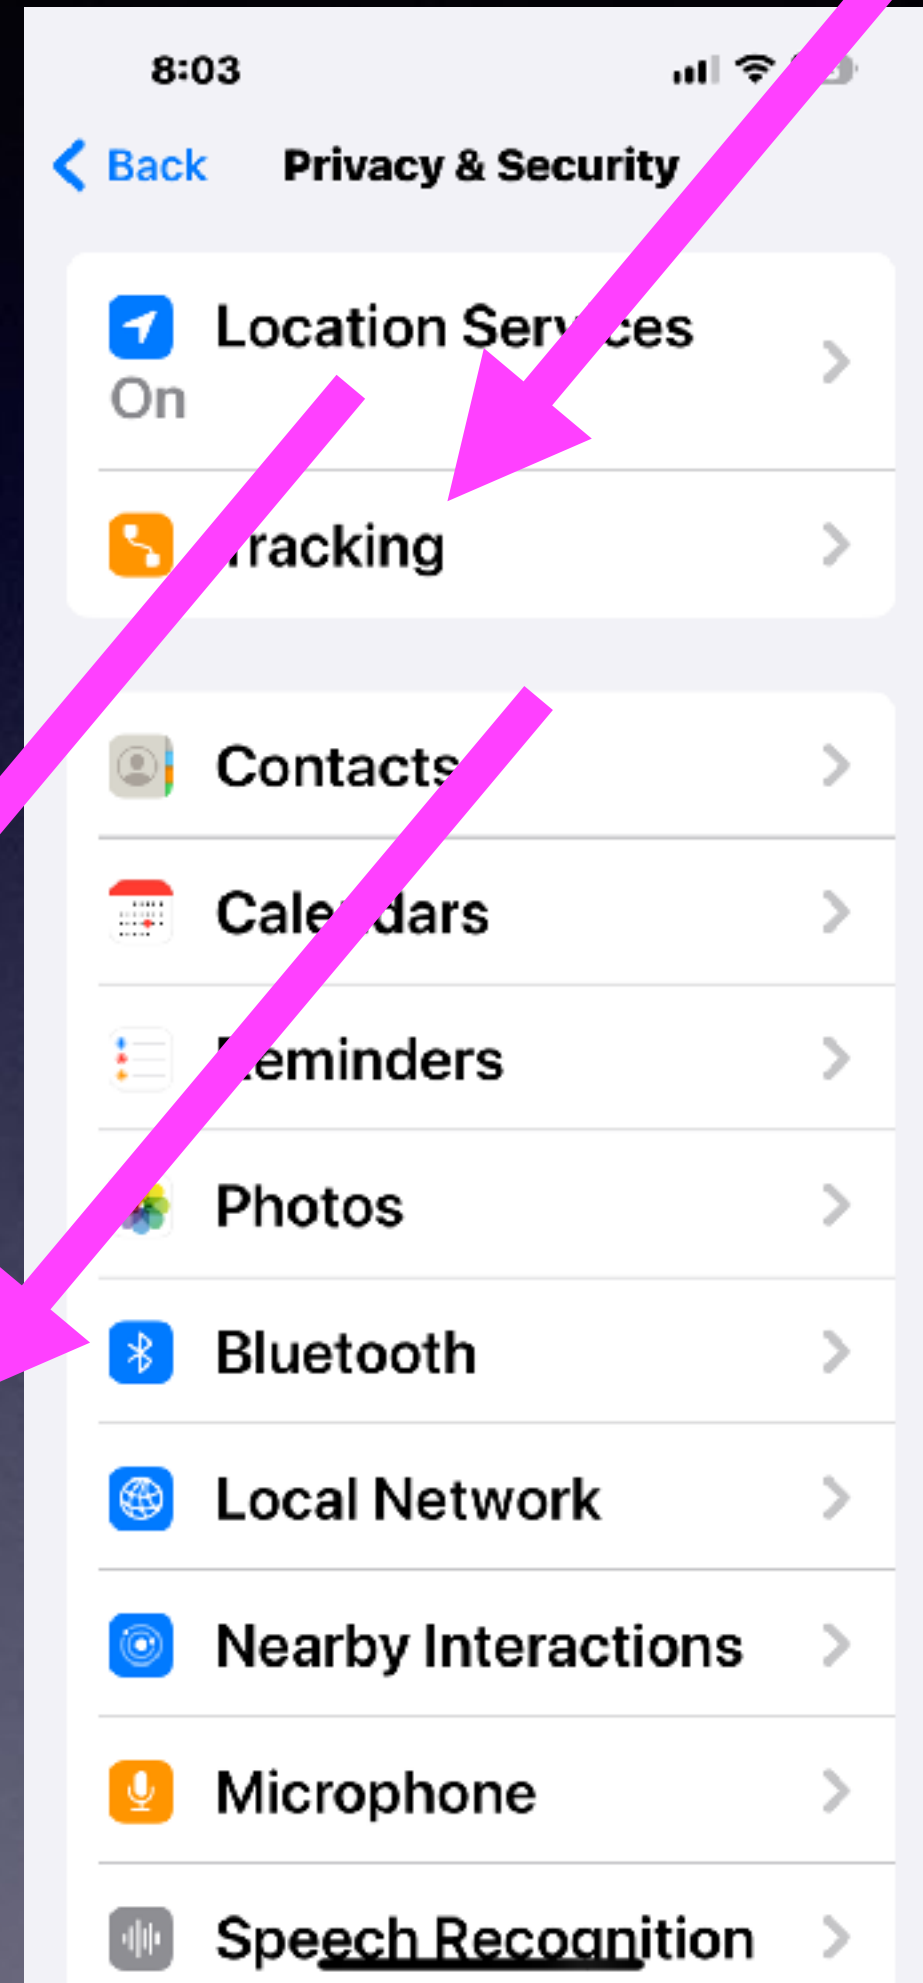 8:03
Back Privacy & Security
Location Services
On
Tracking
Contacts
Calendars
Reminders
Photos
Bluetooth
Local Network
Nearby Interactions
Microphone
Speech Recognition